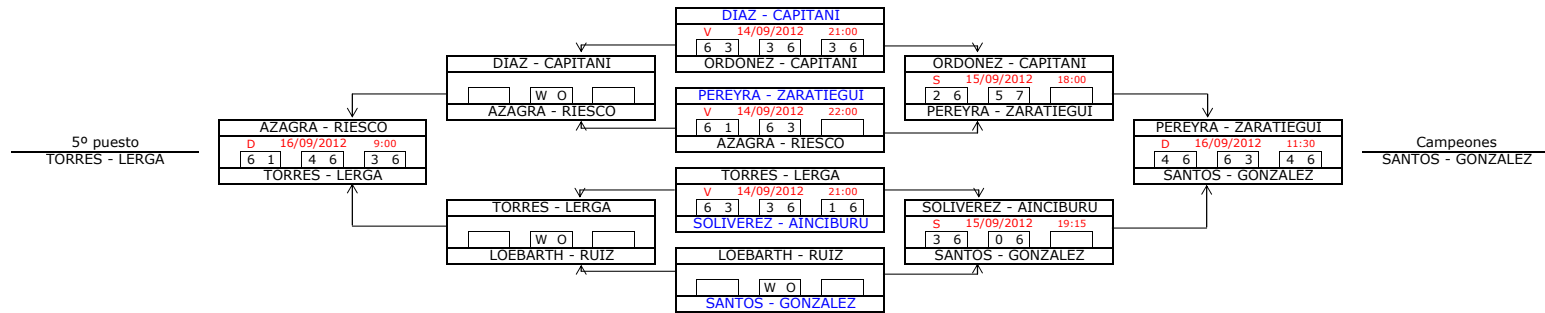 5º puesto
TORRES - LERGA
AZAGRA - RIESCO
D 16/09/2012 9:00
6 1 4 6 3 6
TORRES - LERGA
DIAZ - CAPITANI
W O
AZAGRA - RIESCO
TORRES - LERGA
W O
LOEBARTH - RUIZ
DIAZ - CAPITANI
V 14/09/2012 21:00
6 3 3 6 3 6
ORDOÑEZ - CAPITANI
PEREYRA - ZARATIEGUI
V 14/09/2012 22:00
6 1 6 3
AZAGRA - RIESCO
TORRES - LERGA
V 14/09/2012 21:00
6 3 3 6 1 6
SOLIVEREZ - AINCIBURU
LOEBARTH - RUIZ
W O
SANTOS - GONZALEZ
ORDOÑEZ - CAPITANI
S 15/09/2012 18:00
2 6 5 7
PEREYRA - ZARATIEGUI
SOLIVEREZ - AINCIBURU
S 15/09/2012 19:15
3 6 0 6
SANTOS - GONZALEZ
PEREYRA - ZARATIEGUI
D 16/09/2012 11:30
4 6 6 3 4 6
SANTOS - GONZALEZ
Campeones
SANTOS - GONZALEZ